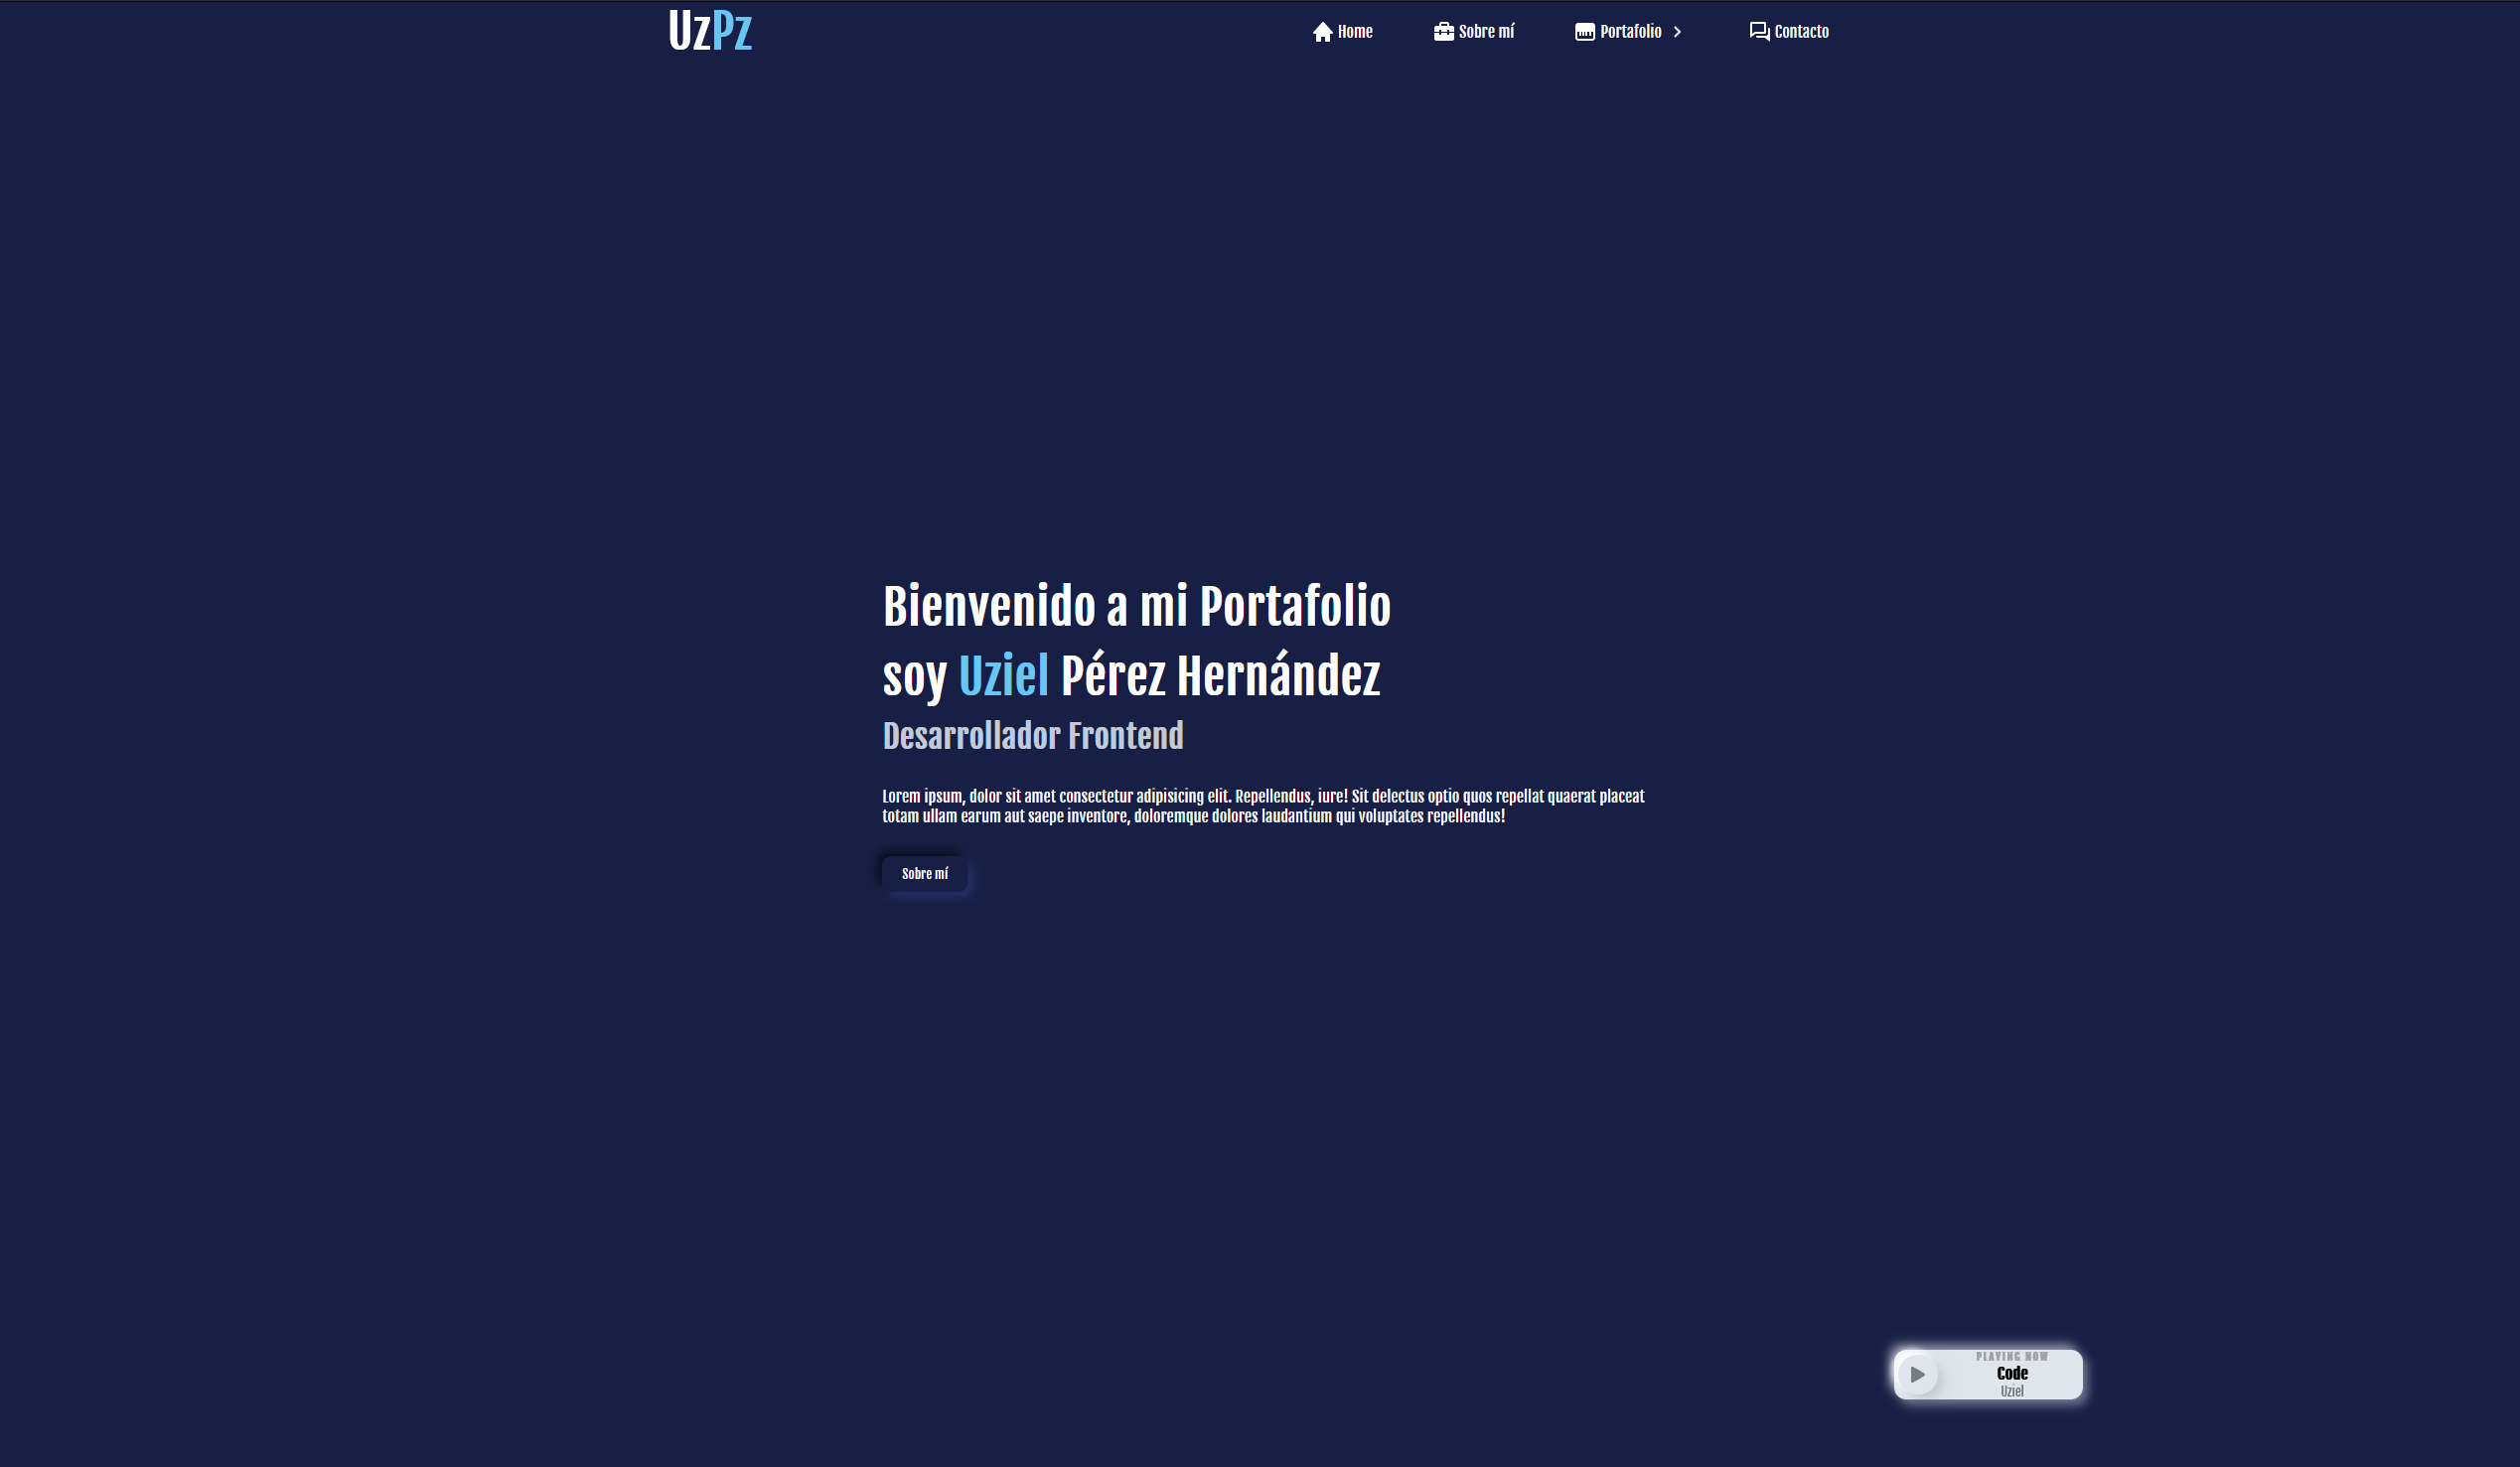 UzPz
Home
Sobre mí
Portafolio
Contacto
Bienvenido a mi Portafolio
soy Uziel Pérez Hernández
Desarrollador Frontend
Lorem ipsum, dolor sit amet consectetur adipisicing elit. Repellendus, iure! Sit delectus optio quos repellat quaerat placeat
totam ullam earum aut saepe inventore, doloremque dolores laudantium qui voluptates repellendus!
Sobre mí
PLAYING NOW
Code
Uziel